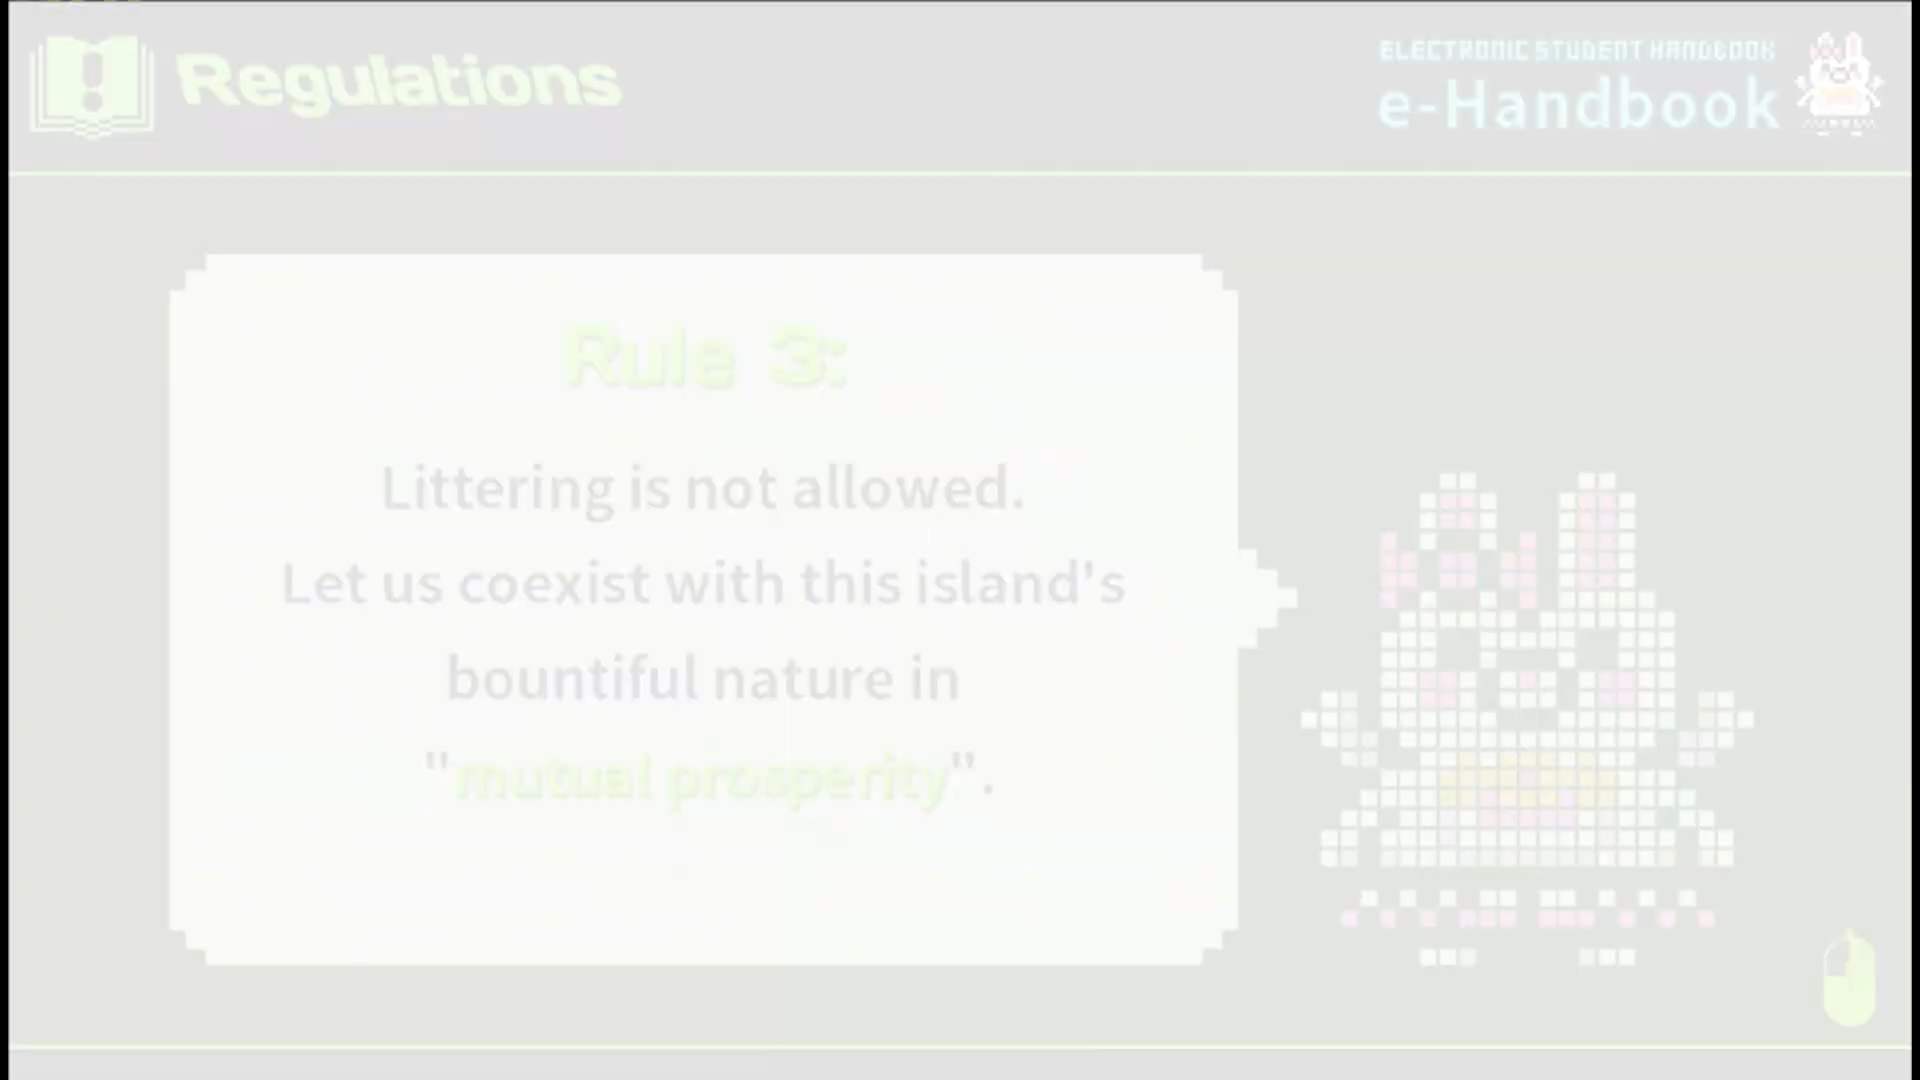 Regulations
ELECTRONIC STUDENT HANDBOOK
e-Handbook
Rule 3:
Littering is not allowed.
Let us coexist with this island's
bountiful nature in
"mutual prosperity".